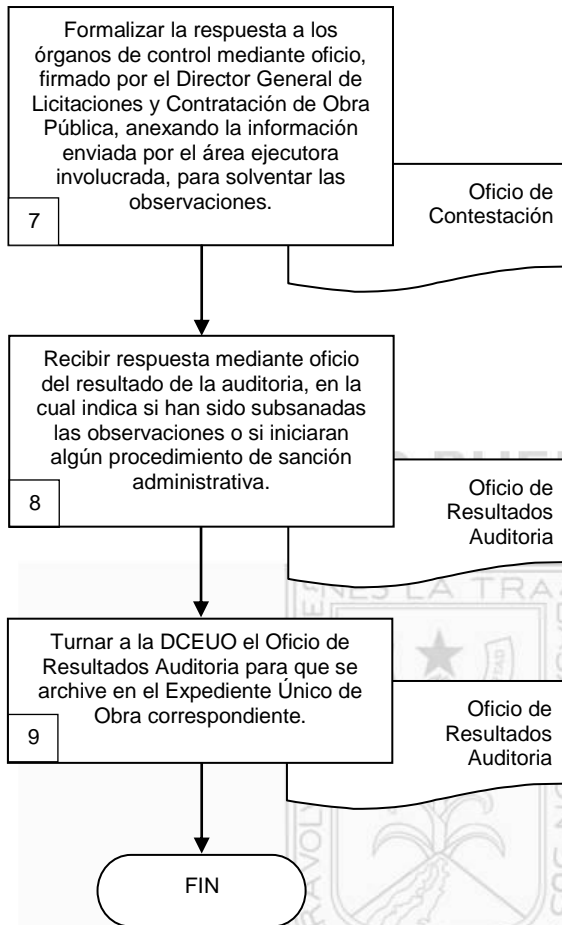 Formalizar la respuesta a los
órganos de control mediante oficio,
firmado por el Director General de
Licitaciones y Contratación de Obra
Pública, anexando la información
enviada por el área ejecutora
involucrada, para solventar las
observaciones.
7
Oficio de
Contestación
Recibir respuesta mediante oficio
del resultado de la auditoria, en la
cual indica si han sido subsanadas
las observaciones o si iniciaran
algún procedimiento de sanción
administrativa.
8
Oficio de
Resultados
Auditoria
Turnar a la DCEUO el Oficio de
Resultados Auditoria para que se
archive en el Expediente Único de
Obra correspondiente.
9
Oficio de
Resultados
Auditoria
FIN